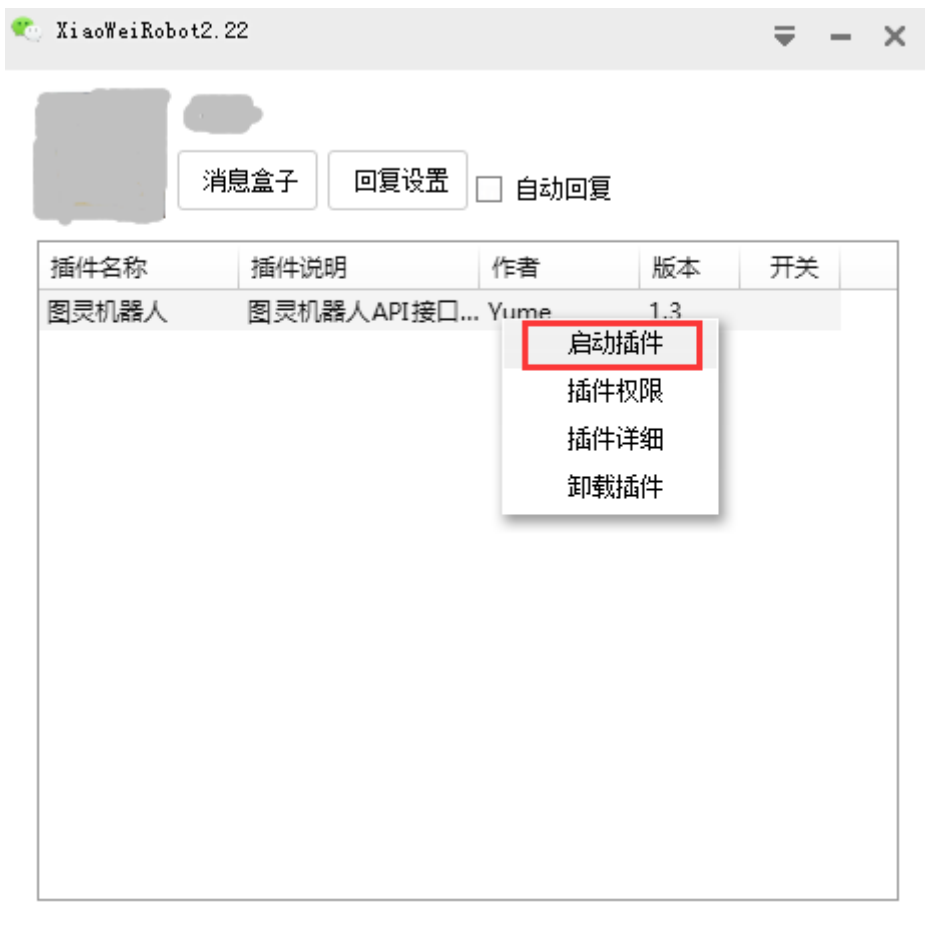 XiaoWeiRobot2.22
消息盒子 回复设置 自动回复
插件名称 插件说明 作者 版本 开关
图灵机器人 图灵机器人API接口... Yume 1.3
启动插件
插件权限
插件详细
卸载插件